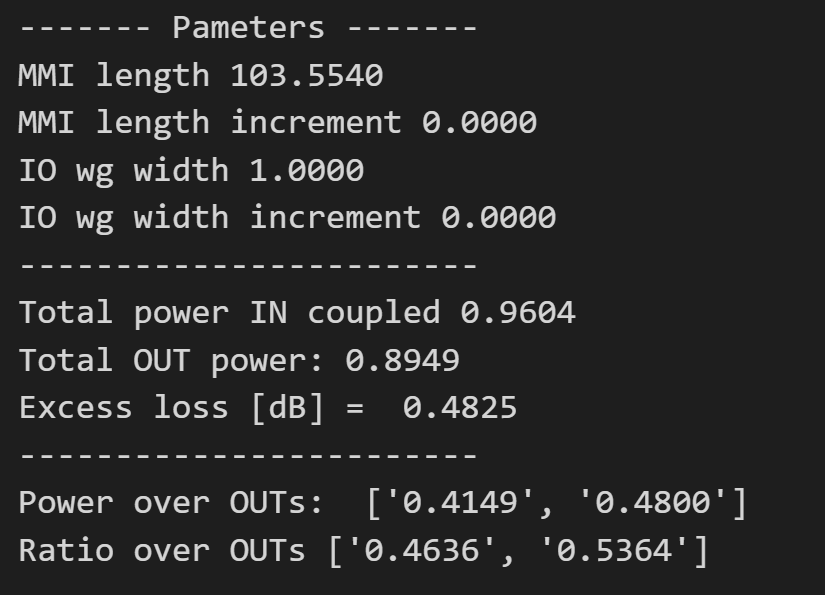 ------- Pameters -------
MMI length 103.5540
MMI length increment 0.0000
IO wg width 1.0000
IO wg width increment 0.0000
------------------------
Total power IN coupled 0.9604
Total OUT power: 0.8949
Excess loss [dB] =  0.4825
------------------------
Power over OUTs:  ['0.4149', '0.4800']
Ratio over OUTs ['0.4636', '0.5364']